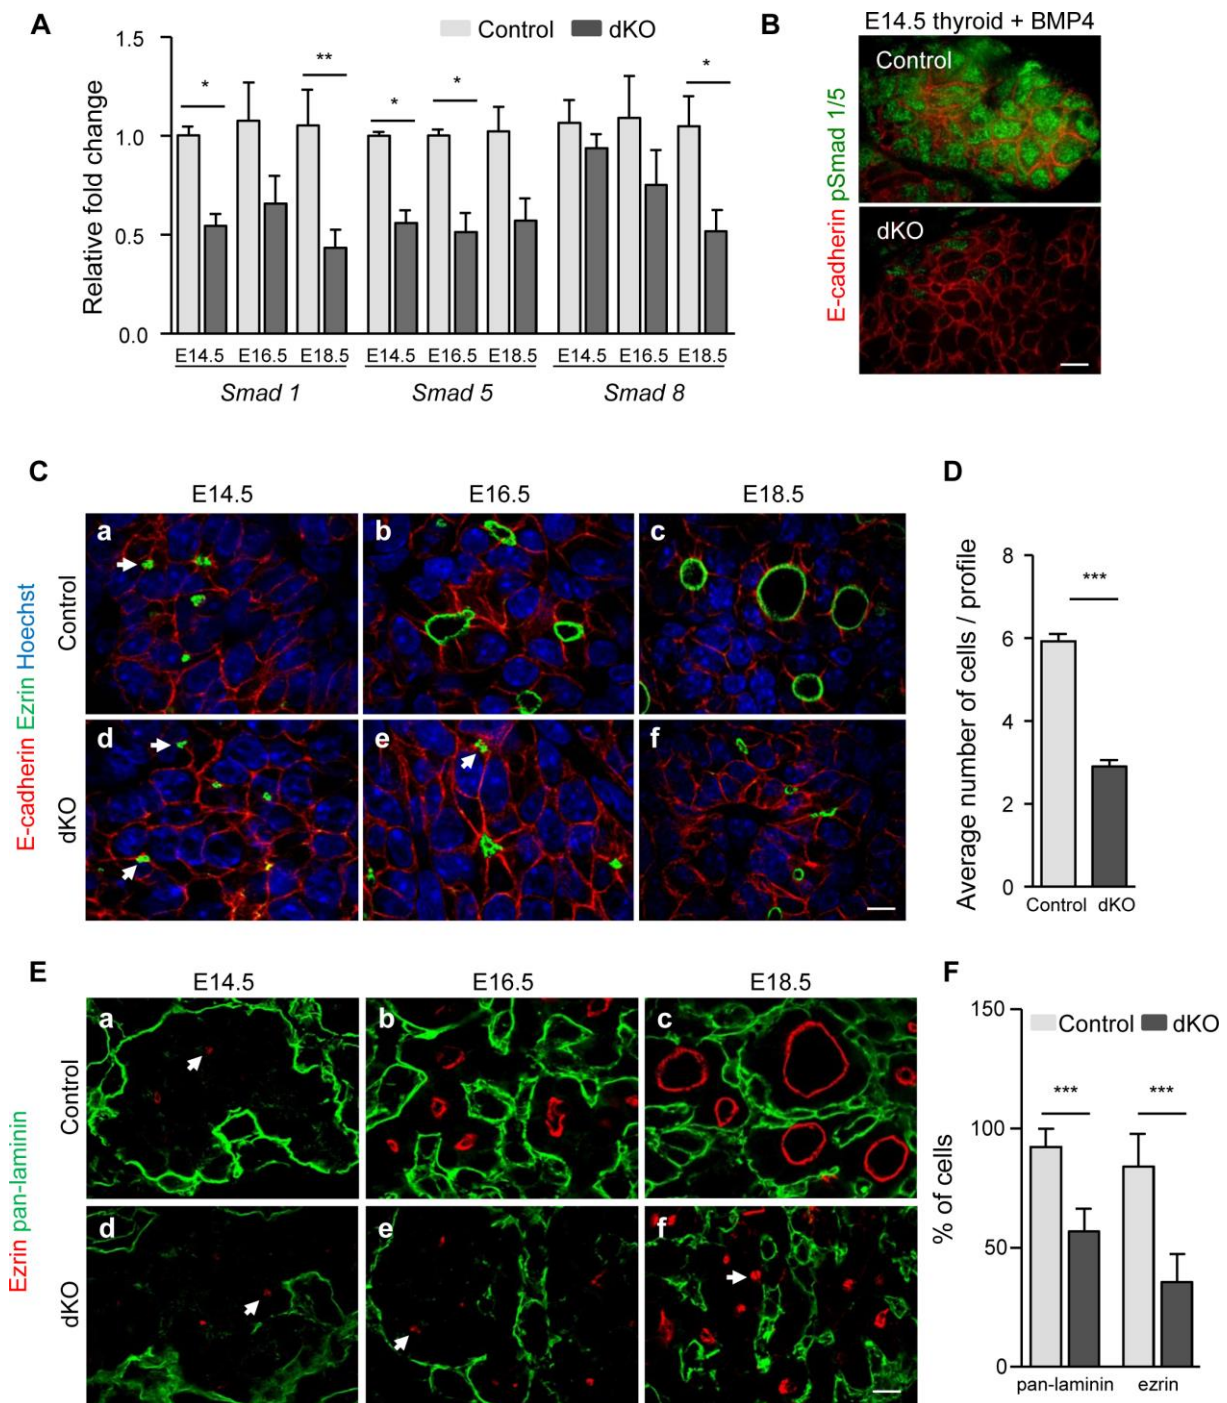 A
Control dKO
Relative fold change
1.5
1.0
0.5
0.0
* ** * * *
E14.5 E16.5 E18.5 E14.5 E16.5 E18.5 E14.5 E16.5 E18.5
Smad 1 Smad 5 Smad 8
B
E14.5 thyroid + BMP4
E-cadherin pSmad 1/5
Control
dKO
C
E14.5 E16.5 E18.5
E-cadherin Ezrin Hoechst
Control
a b c
dKO
d e f
D
Average number of cells / profile
8
6
4
2
0
***
Control dKO
E
E14.5 E16.5 E18.5
Ezrin pan-laminin
Control
a b c
dKO
d e f
F
% of cells
150
100
50
0
Control dKO
*** ***
pan-laminin ezrin